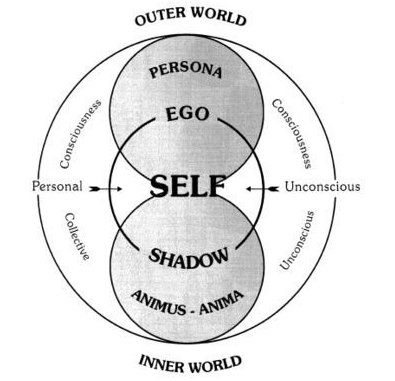 OUTER WORLD
PERSONA
EGO
Consciousness
Consciousness
Personal
SELF
Unconscious
Collective
Unconscious
SHADOW
ANIMUS - ANIMA
INNER WORLD